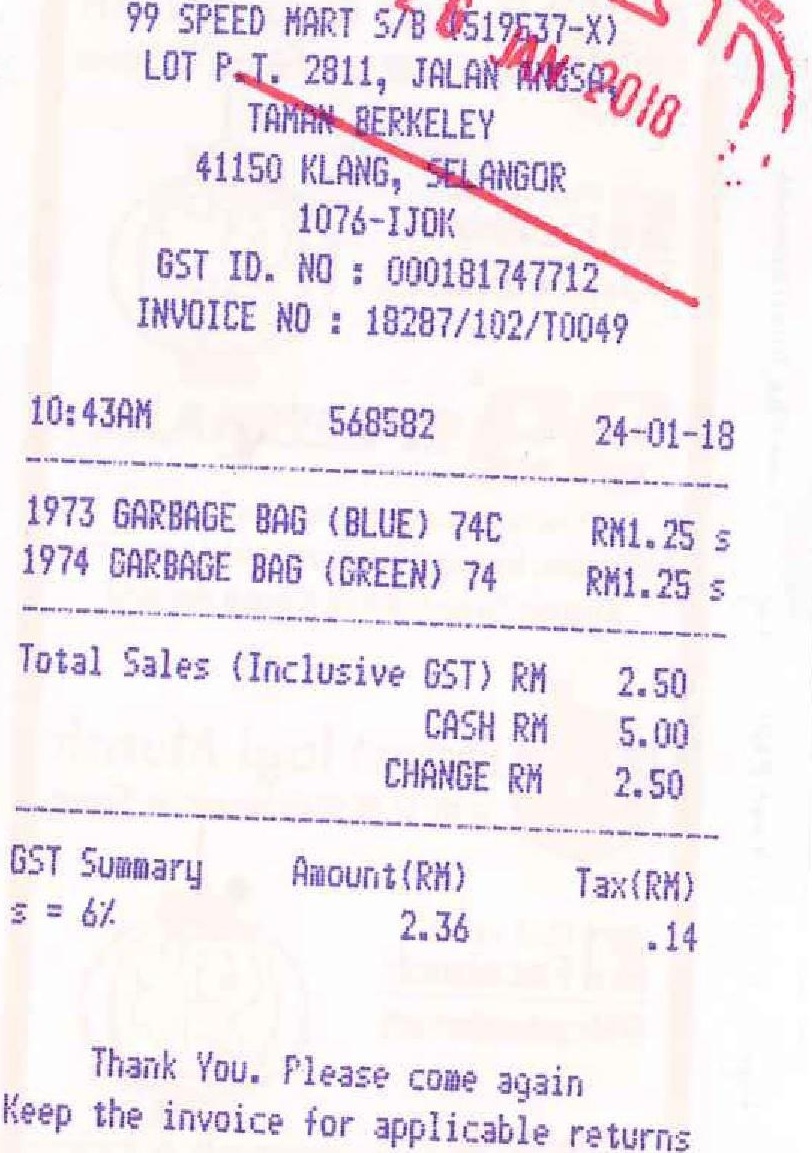 99 SPEED MART S/B (519537-X)
LOT P.T. 2811, JALAN ANGSA,
TAMAN BERKELEY
41150 KLANG, SELANGOR
1076-IJOK
GST ID. NO : 000181747712
INVOICE NO : 18287/102/T0049
JAN 2018
10:43AM 568582 24-01-18
1973 GARBAGE BAG (BLUE) 74C RM1.25 s
1974 GARBAGE BAG (GREEN) 74 RM1.25 s
Total Sales (Inclusive GST) RM 2.50
CASH RM 5.00
CHANGE RM 2.50
GST Summary Amount(RM) Tax(RM)
s = 6% 2.36 .14
Thank You. Please come again
Keep the invoice for applicable returns